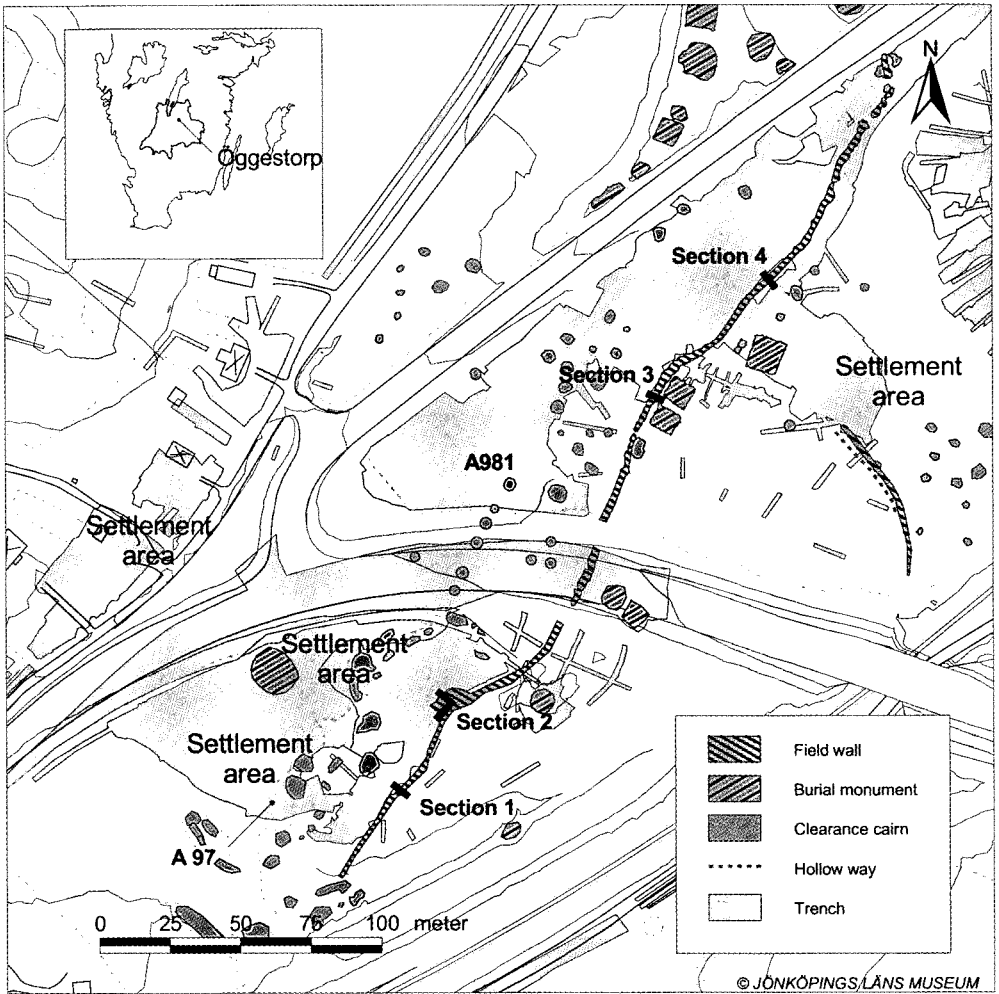 N
Oggestorp
Section 4
Settlement
area
Section 3
A981
Settlement
area
Settlement
area
Section 2
Settlement
area
Section 1
A 97
0 25 50 75 100 meter
Field wall
Burial monument
Clearance cairn
Hollow way
Trench
© JÖNKÖPINGS LÄNS MUSEUM